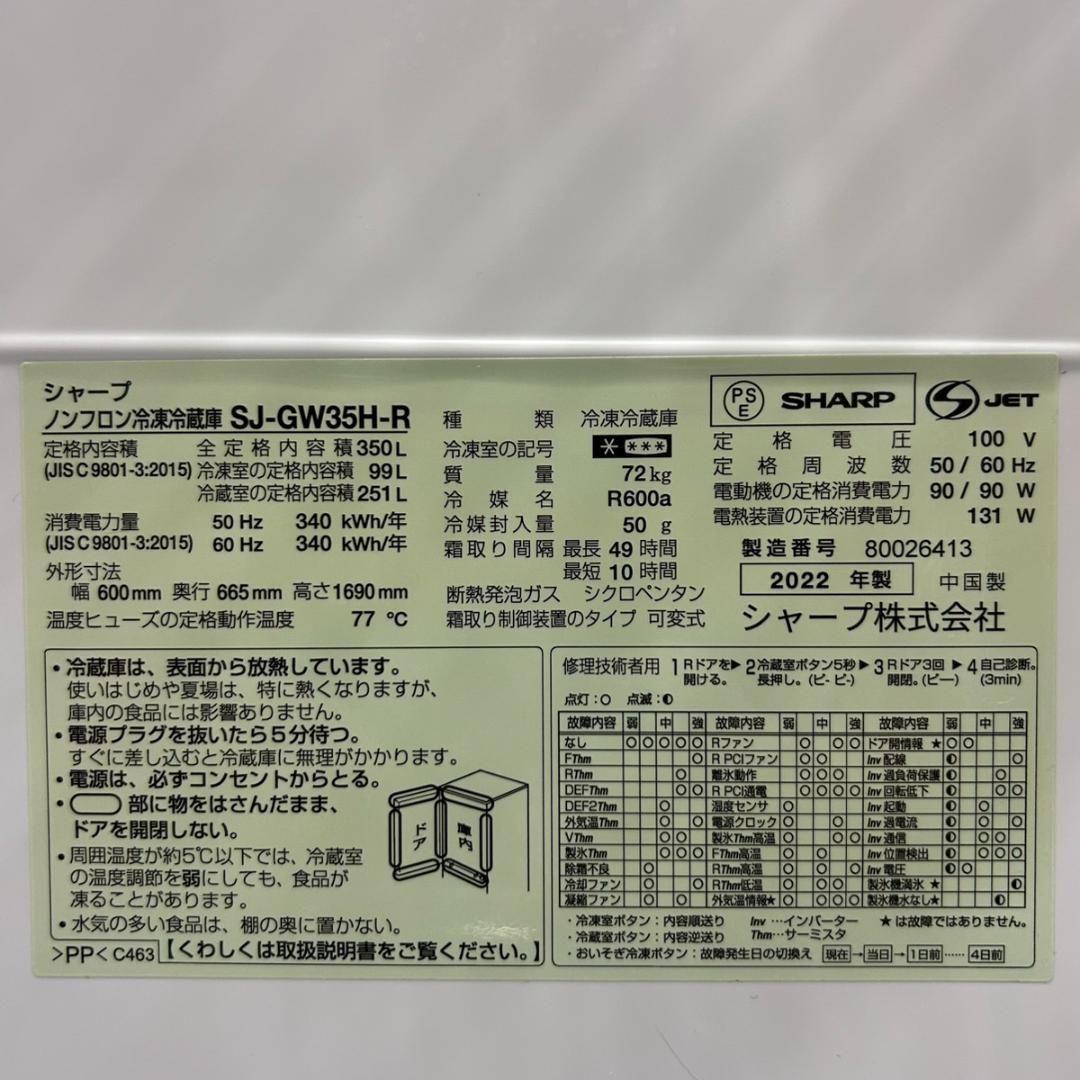 シャープ
ノンフロン冷凍冷蔵庫 SJ-GW35H-R
定格内容積 全定格内容積 350 L
(JIS C 9801-3:2015) 冷凍室の定格内容積 99 L
冷蔵室の定格内容積 251 L
消費電力量 50 Hz 340 kWh/年
(JIS C 9801-3:2015) 60 Hz 340 kWh/年
外形寸法
幅 600mm 奥行 665mm 高さ1690mm
温度ヒューズの定格動作温度 77 ℃
種類 冷凍冷蔵庫
冷凍室の記号 * ***
質量 72 kg
冷媒名 R600a
冷媒封入量 50 g
霜取り間隔 最長 49 時間
最短 10 時間
断熱発泡ガス シクロペンタン
霜取り制御装置のタイプ 可変式
PS E SHARP S JET
定格電圧 100 V
定格周波数 50 / 60 Hz
電動機の定格消費電力 90 / 90 W
電熱装置の定格消費電力 131 W
製造番号 80026413
2022 年製 中国製
シャープ株式会社
・冷蔵庫は、表面から放熱しています。
使いはじめや夏場は、特に熱くなりますが、
庫内の食品には影響ありません。
・電源プラグを抜いたら5分待つ。
すぐに差し込むと冷蔵庫に無理がかかります。
・電源は、必ずコンセントからとる。
・ 部に物をはさんだまま、
ドアを開閉しない。
・周囲温度が約5℃以下では、冷蔵室
の温度調節を弱にしても、食品が
凍ることがあります。
・水気の多い食品は、棚の奥に置かない。
ドア 庫内
>PP< C463 【くわしくは取扱説明書をご覧ください。】
修理技術者用 1 Rドアを開ける。 ▶ 2 冷蔵室ボタン5秒長押し。(ピ- ピ-) ▶ 3 Rドア3回開閉。(ピー) ▶ 4 自己診断。(3min)
点灯:○ 点滅:◐
故障内容 弱 中 強 故障内容 弱 中 強 故障内容 弱 中 強
なし ○○○○○ Rファン ○ ○○ ドア開情報 ★ ○○
FThm ○ R PCIファン ○ ○ Inv 配線 ◐ ○
RThm ○ 離氷動作 ○○○ Inv 過負荷保護 ◐ ○
DEFThm ○○ R PCI通電 ○○○○ Inv 回転低下 ◐ ○○
DEF2Thm ○ 湿度センサ ○ Inv 起動 ◐ ○
外気温Thm ○ ○ 電源クロック ○ ○ Inv 過電流 ◐ ○ ○
VThm ○○ 製氷Thm高温 ○ ○○ Inv 通信 ◐ ○○
製氷Thm ○○○ FThm高温 ○ ○ Inv 位置検出 ◐ ○○○
除霜不良 ○ RThm高温 ○ ○ ○ Inv 電圧 ◐ ○ ○
冷却ファン ○ ○ RThm低温 ○ ○○ 製氷機満氷 ★ ◐
凝縮ファン ○ ○ 外気温情報★ ○ ○○○ 製氷機水なし★ ◐
・冷凍室ボタン:内容順送り Inv …インバーター ★は故障ではありません。
・冷蔵室ボタン:内容逆送り Thm…サーミスタ
・おいそぎ冷凍ボタン:故障発生日の切換え 現在→当日→1日前……4日前